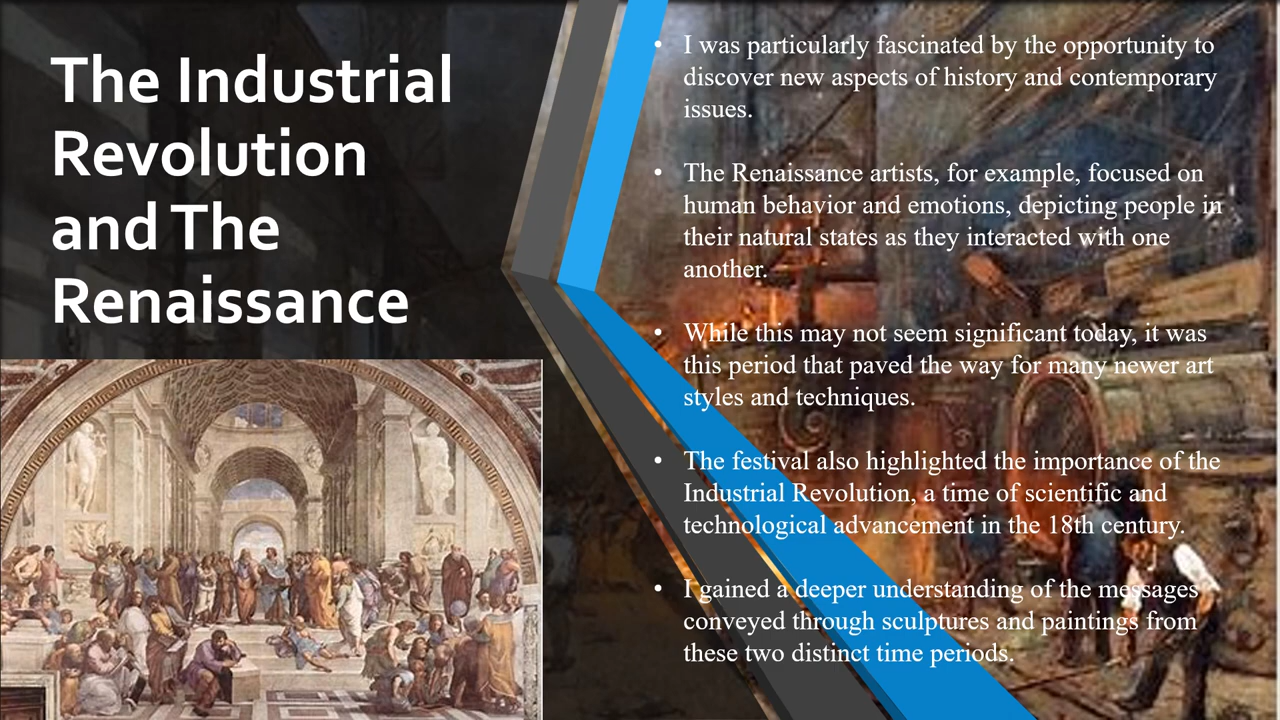 The Industrial
Revolution
and The
Renaissance
• I was particularly fascinated by the opportunity to
discover new aspects of history and contemporary
issues.
• The Renaissance artists, for example, focused on
human behavior and emotions, depicting people in
their natural states as they interacted with one
another.
• While this may not seem significant today, it was
this period that paved the way for many newer art
styles and techniques.
• The festival also highlighted the importance of the
Industrial Revolution, a time of scientific and
technological advancement in the 18th century.
• I gained a deeper understanding of the messages
conveyed through sculptures and paintings from
these two distinct time periods.